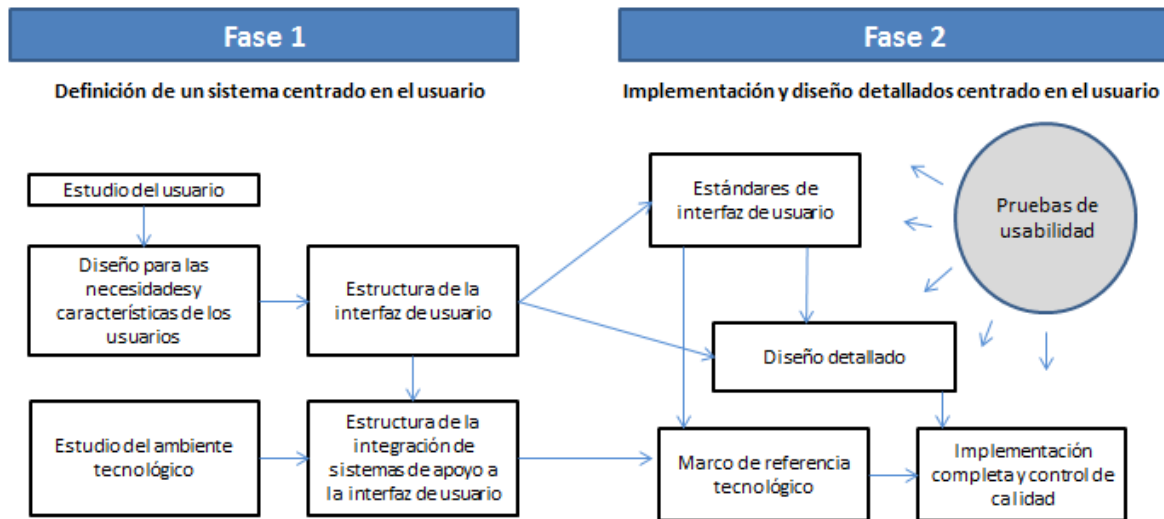 Fase 1
Definición de un sistema centrado en el usuario
Estudio del usuario
Diseño para las
necesidadesy
características de los
usuarios
Estructura de la
interfaz de usuario
Estudio del ambiente
tecnológico
Estructura de la
integración de
sistemas de apoyo a
la interfaz de usuario
Fase 2
Implementación y diseño detallados centrado en el usuario
Estándares de
interfaz de usuario
Pruebas de
usabilidad
Diseño detallado
Marco de referencia
tecnológico
Implementación
completa y control de
calidad